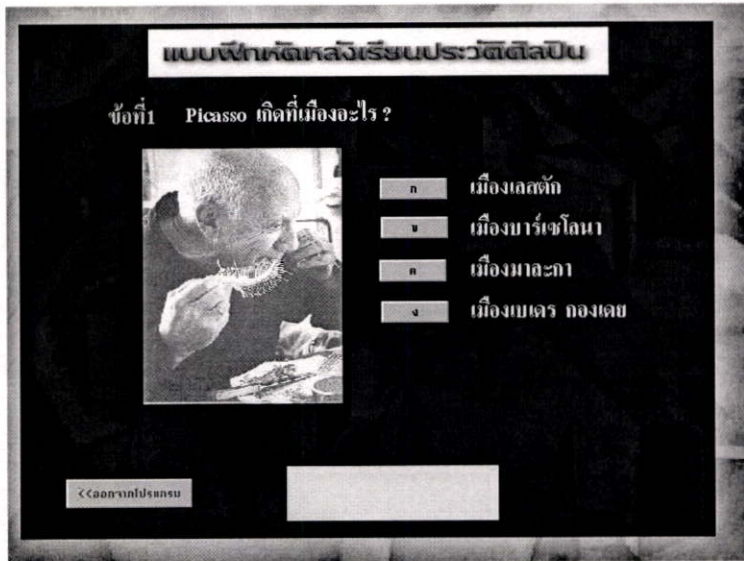 แบบฝึกหัดหลังเรียนประวัติศิลปิน
ข้อที่1 Picasso เกิดที่เมืองอะไร ?
ก เมืองเลสตัก
ข เมืองบาร์เซโลนา
ค เมืองมาละกา
ง เมืองเบเดร กองเดย
<<ออกจากโปรแกรม